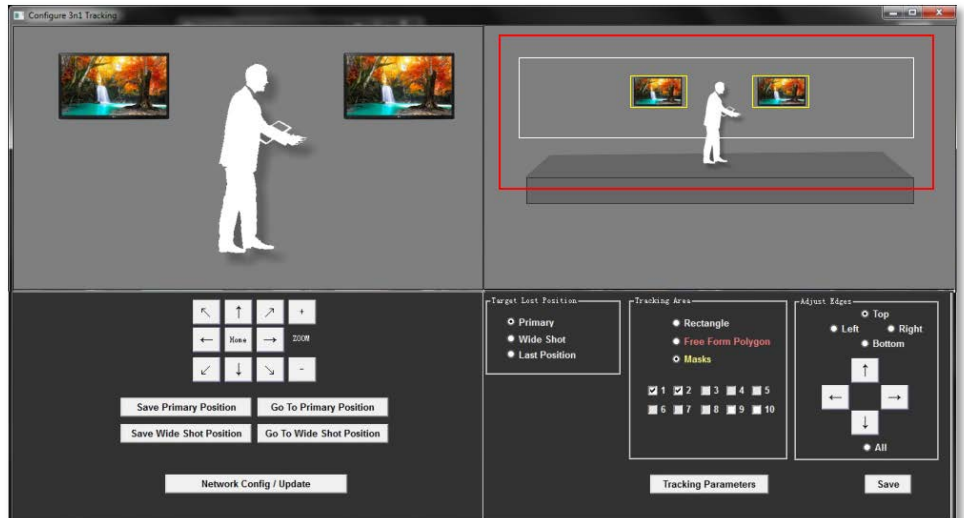 Configure 3n1 Tracking
↖ ↑ ↗ +
← Home → ZOOM
↙ ↓ ↘ -
Save Primary Position Go To Primary Position
Save Wide Shot Position Go To Wide Shot Position
Network Config / Update
Target Lost Position
Primary
Wide Shot
Last Position
Tracking Area
Rectangle
Free Form Polygon
Masks
1 2 3 4 5
6 7 8 9 10
Tracking Parameters
Adjust Edges
Top
Left Right
Bottom
↑
← →
↓
All
Save